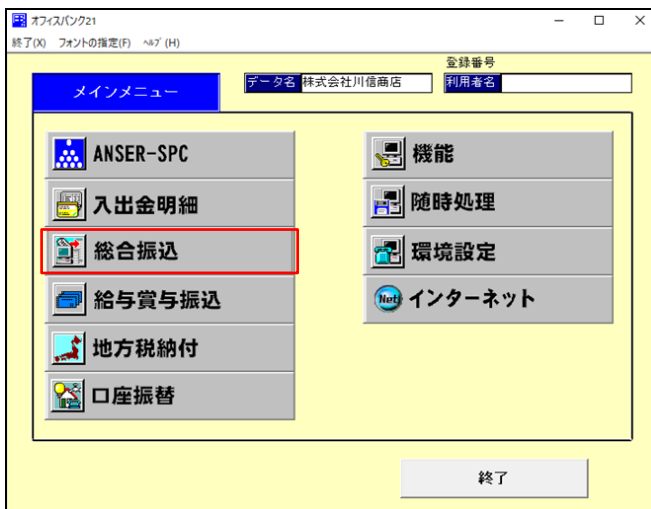 オフィスバンク21
終了(X) フォントの指定(F) ヘルプ(H)
登録番号
メインメニュー
データ名 株式会社川信商店 利用者名
ANSER-SPC
機能
入出金明細
随時処理
総合振込
環境設定
給与賞与振込
Net インターネット
地方税納付
口座振替
終了